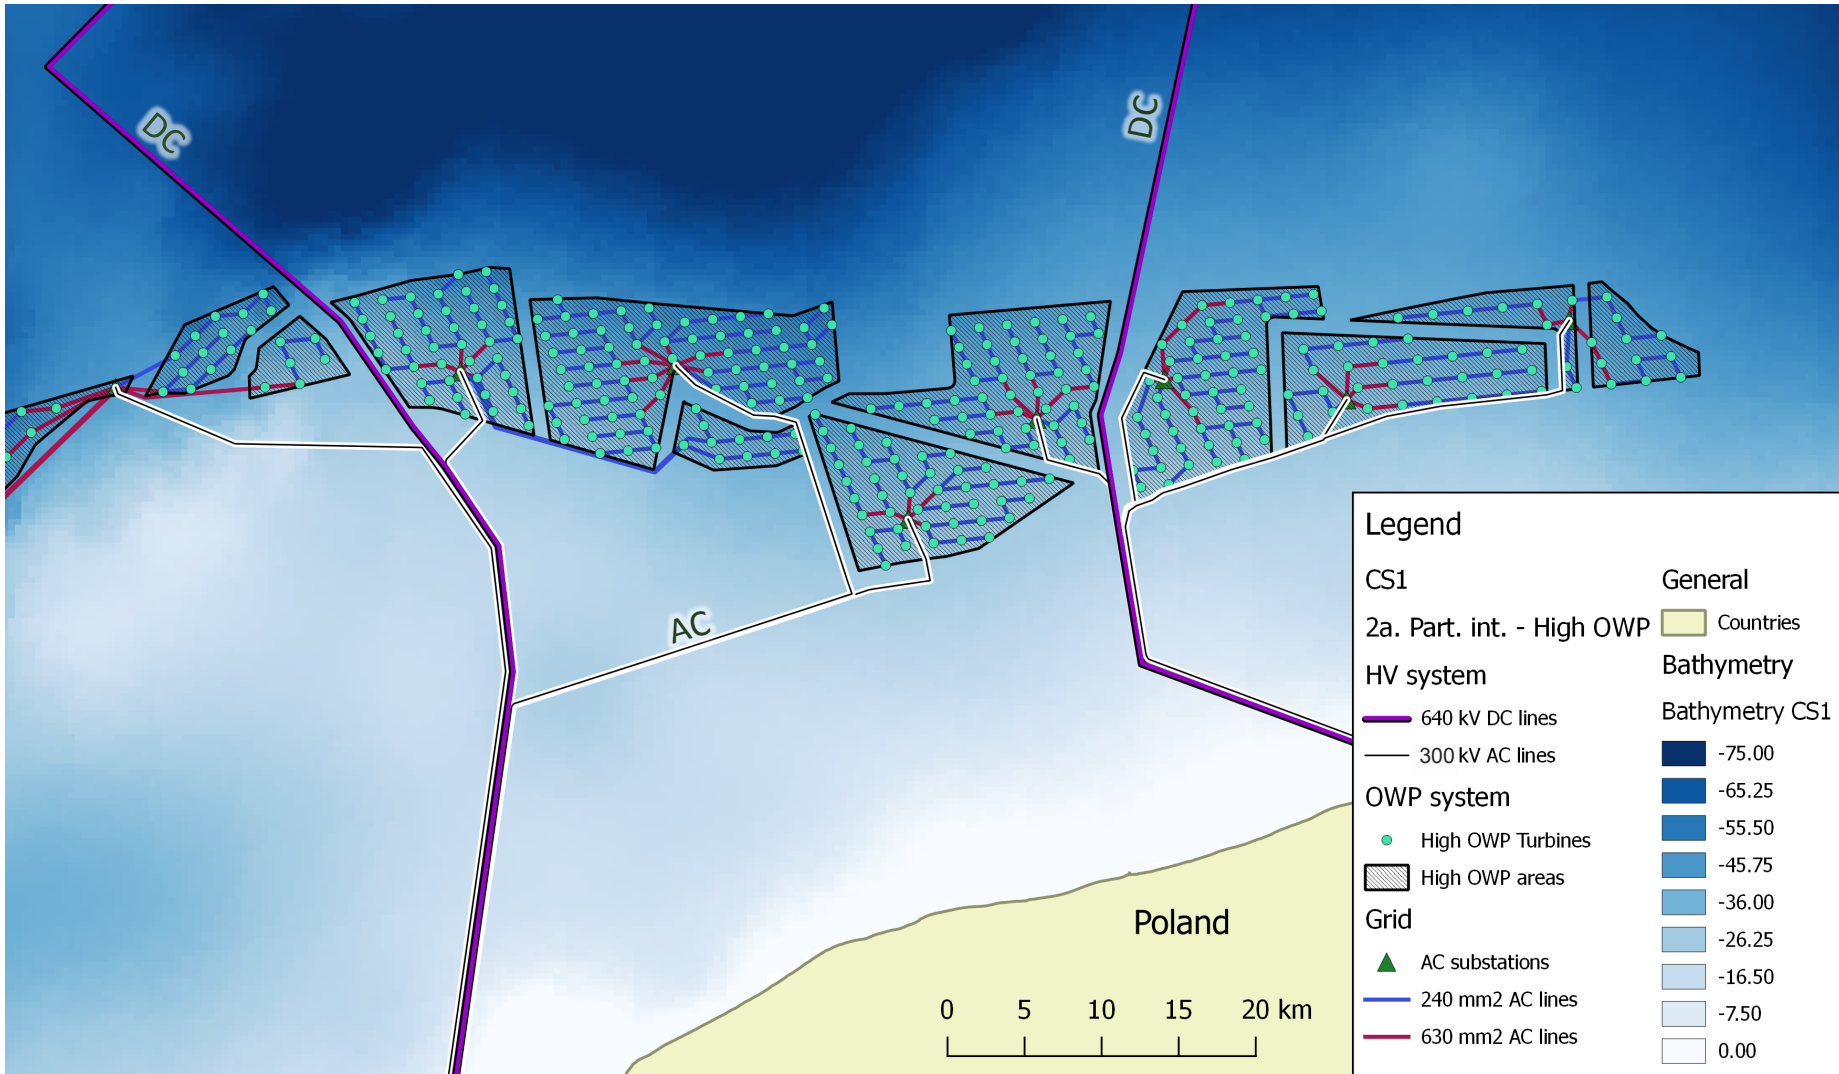 DC
DC
AC
Poland
0 5 10 15 20 km
Legend
CS1
2a. Part. int. - High OWP
HV system
640 kV DC lines
300 kV AC lines
OWP system
High OWP Turbines
High OWP areas
Grid
AC substations
240 mm2 AC lines
630 mm2 AC lines
General
Countries
Bathymetry
Bathymetry CS1
-75.00
-65.25
-55.50
-45.75
-36.00
-26.25
-16.50
-7.50
0.00